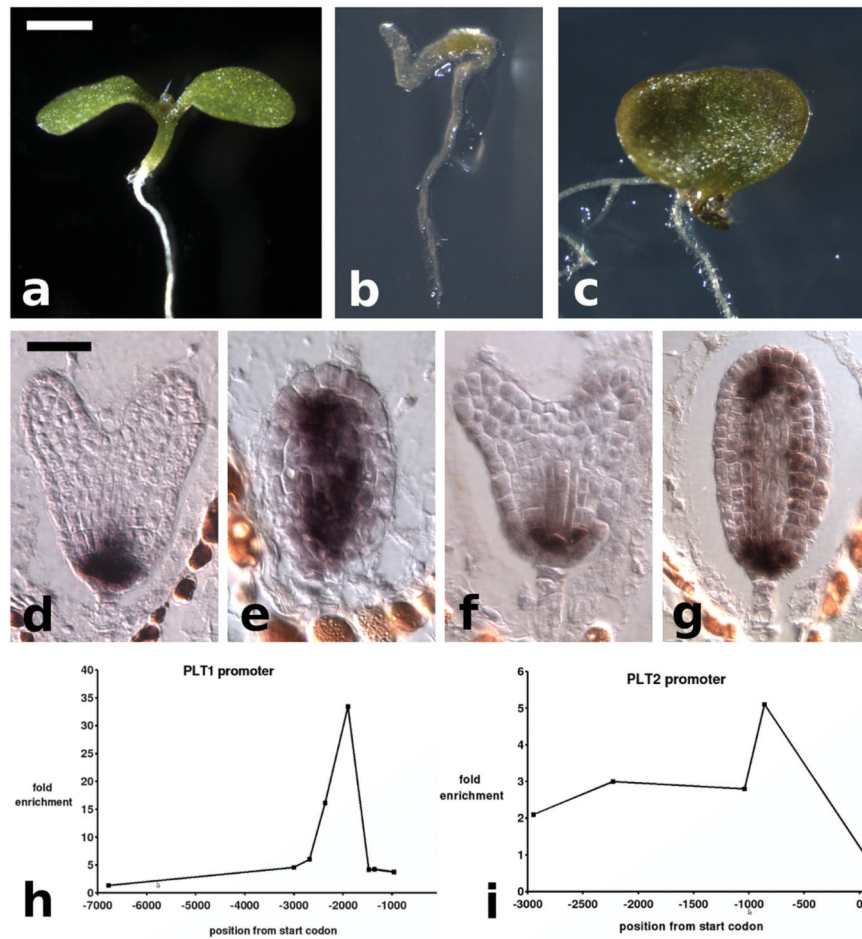 a
b
c
d
e
f
g
PLT1 promoter
40
35
30
25
20
15
10
5
0
fold
enrichment
-7000 -6000 -5000 -4000 -3000 -2000 -1000
position from start codon
h
PLT2 promoter
6
5
4
3
2
1
0
fold
enrichment
-3000 -2500 -2000 -1500 -1000 -500 0
position from start codon
i